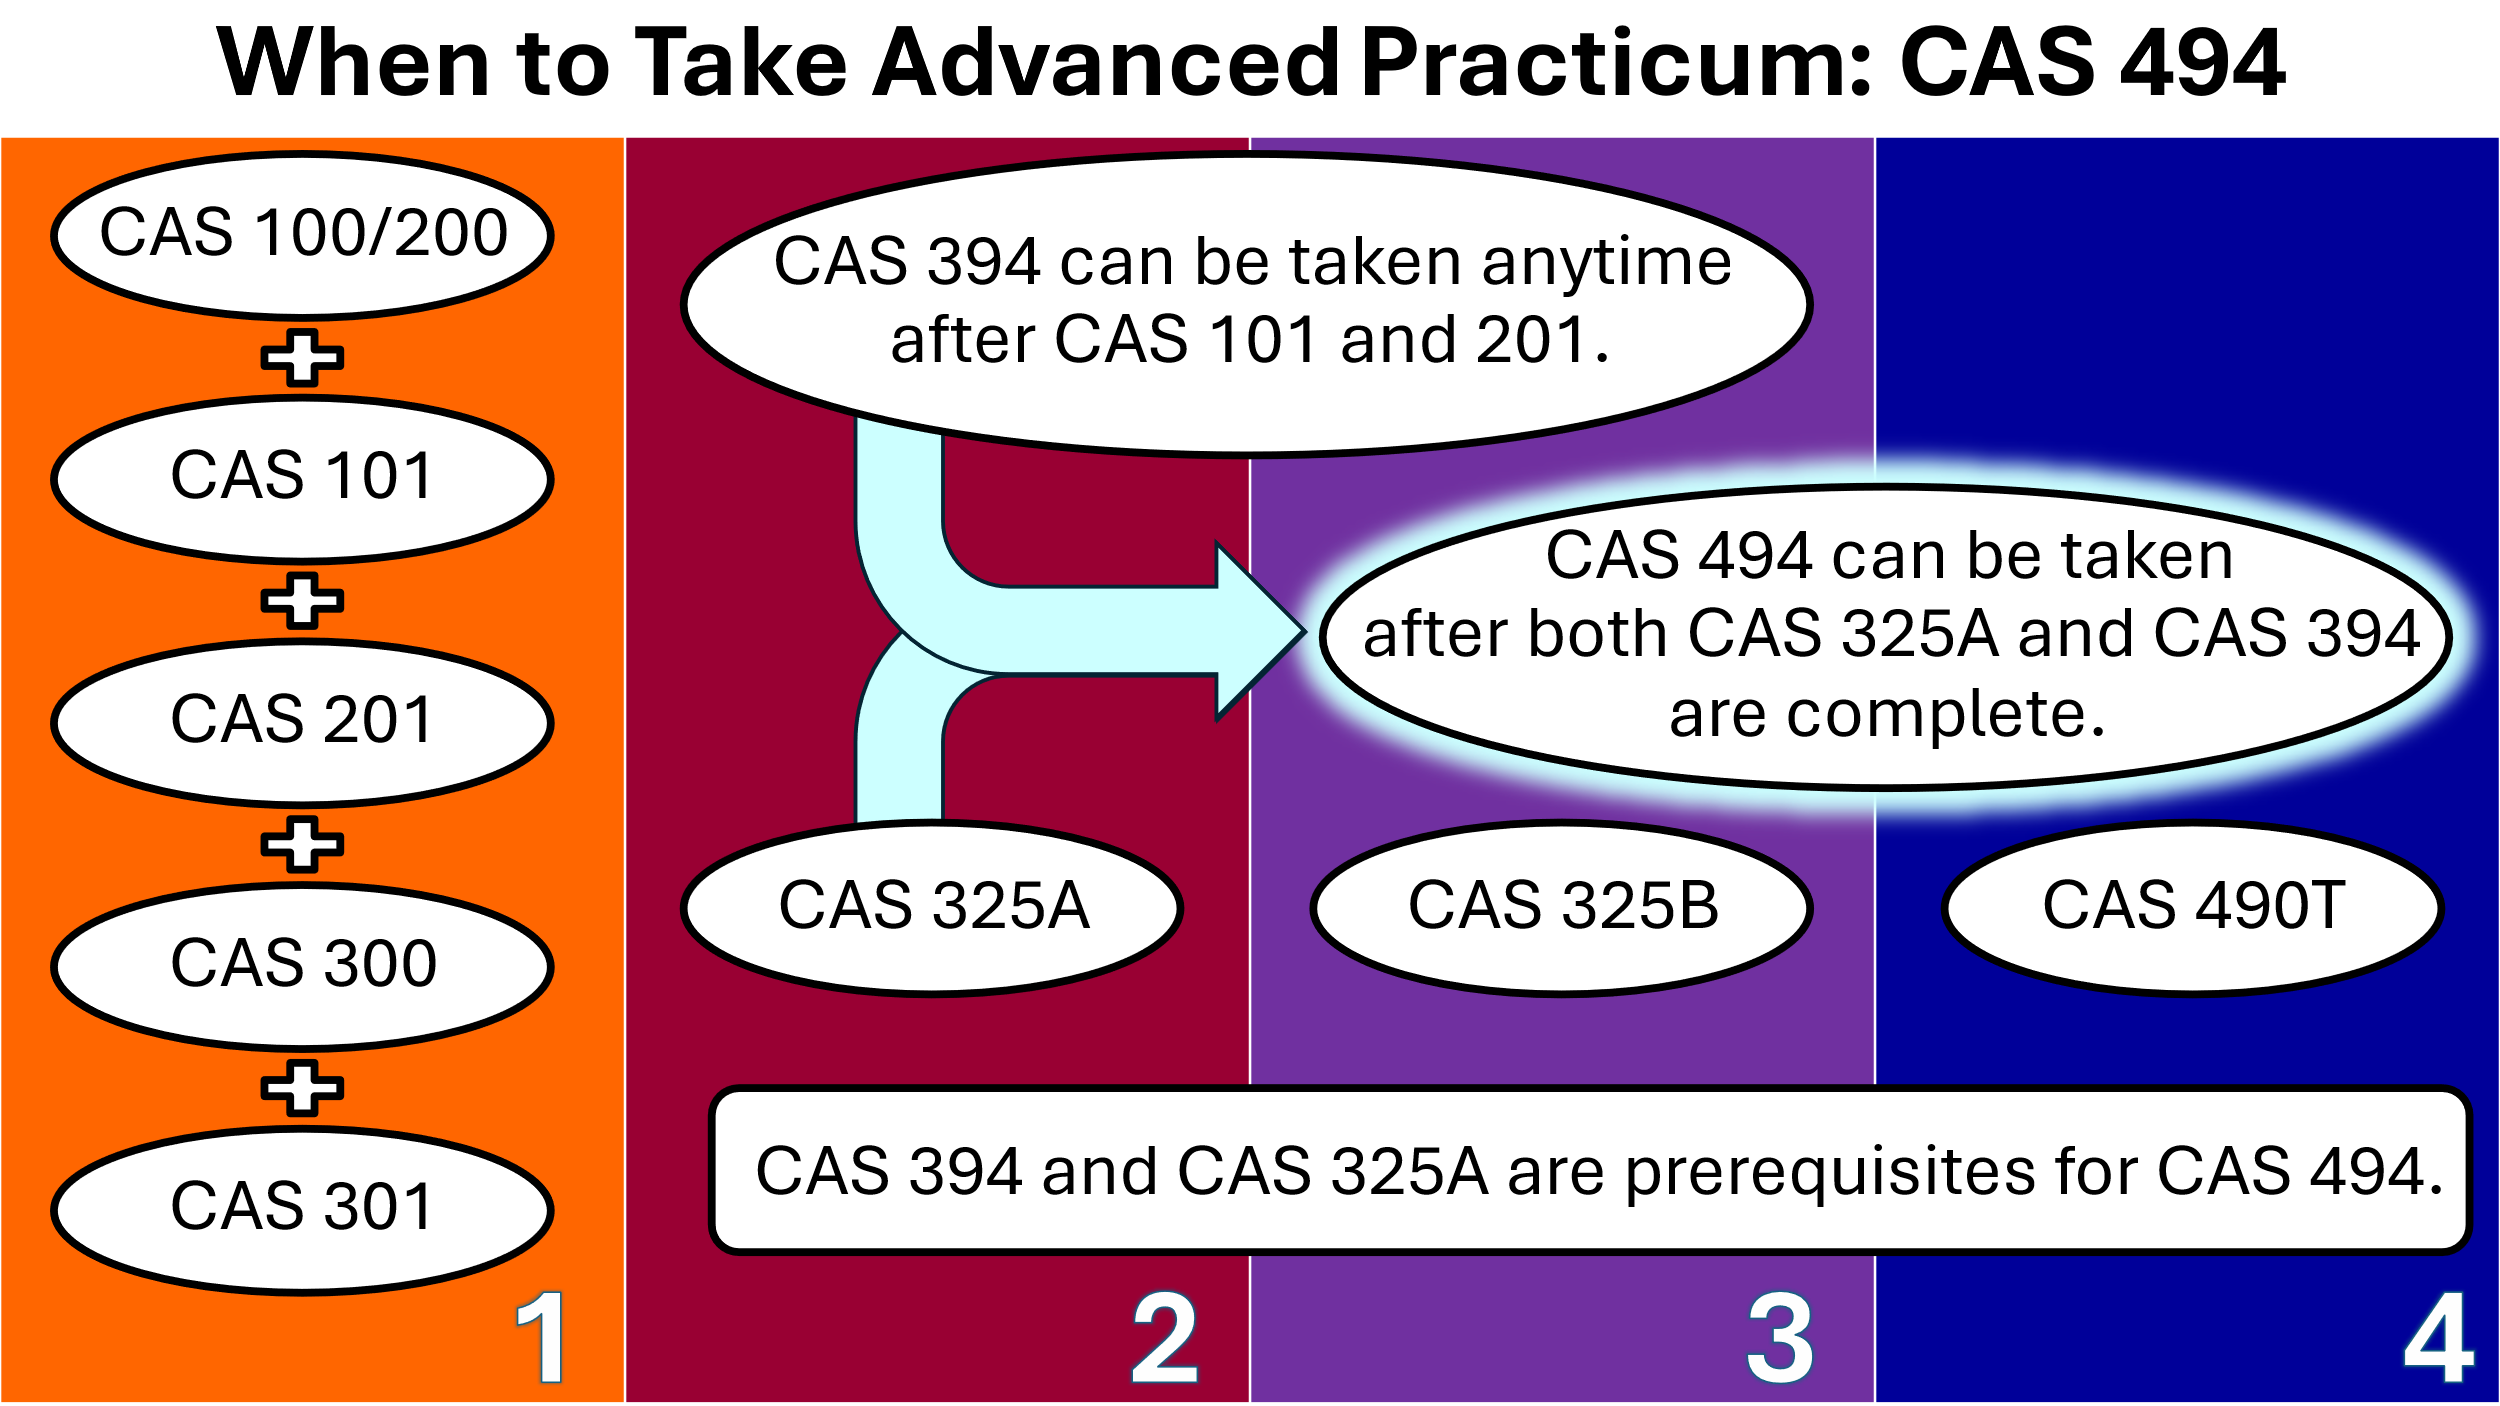 When to Take Advanced Practicum: CAS 494
CAS 100/200
CAS 101
CAS 201
CAS 300
CAS 301
1
CAS 394 can be taken anytime
after CAS 101 and 201.
CAS 494 can be taken
after both CAS 325A and CAS 394
are complete.
CAS 325A
CAS 325B
CAS 490T
CAS 394 and CAS 325A are prerequisites for CAS 494.
2
3
4